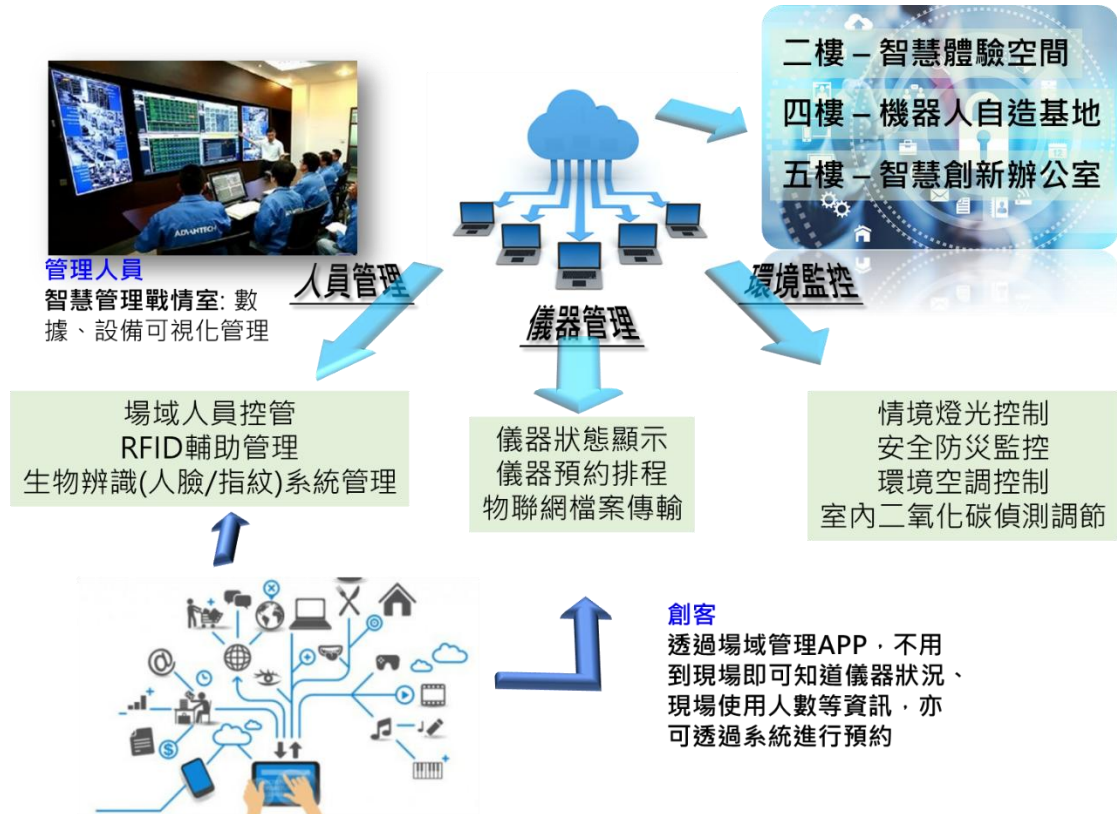 二樓 – 智慧體驗空間
四樓 – 機器人自造基地
五樓 – 智慧創新辦公室
ADVANTECH
管理人員
智慧管理戰情室: 數
據、設備可視化管理
人員管理
儀器管理
環境監控
場域人員控管
RFID輔助管理
生物辨識(人臉/指紋)系統管理
儀器狀態顯示
儀器預約排程
物聯網檔案傳輸
情境燈光控制
安全防災監控
環境空調控制
室內二氧化碳偵測調節
創客
透過場域管理APP，不用
到現場即可知道儀器狀況、
現場使用人數等資訊，亦
可透過系統進行預約